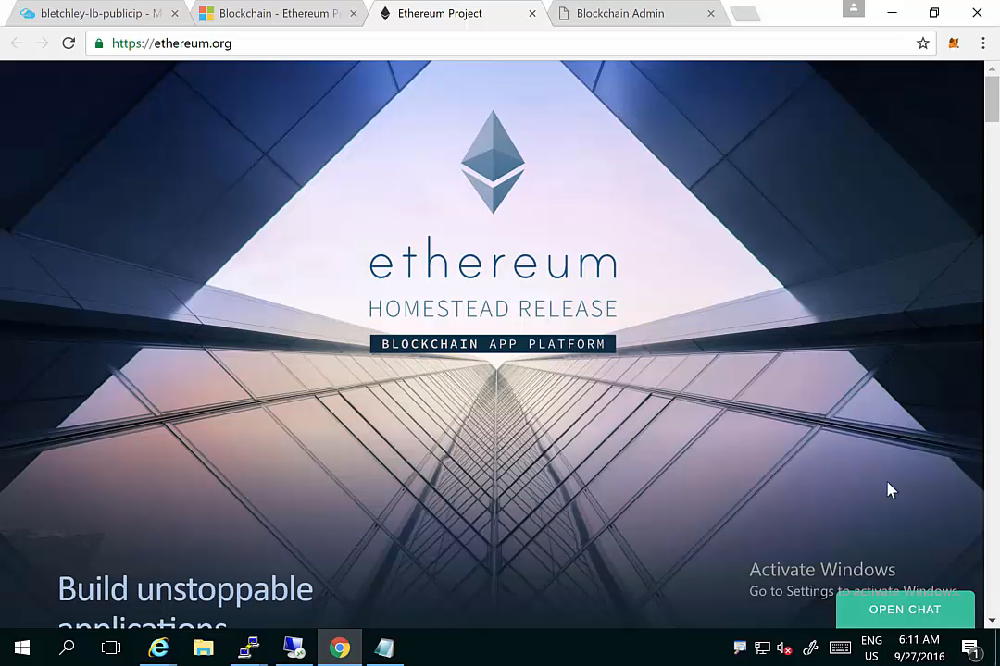 bletchley-lb-publicip - M
Blockchain - Ethereum P
Ethereum Project
Blockchain Admin
https://ethereum.org
ethereum
HOMESTEAD RELEASE
BLOCKCHAIN APP PLATFORM
Build unstoppable
applications
Activate Windows
Go to Settings to activate Windows.
OPEN CHAT
ENG
US
6:11 AM
9/27/2016
1